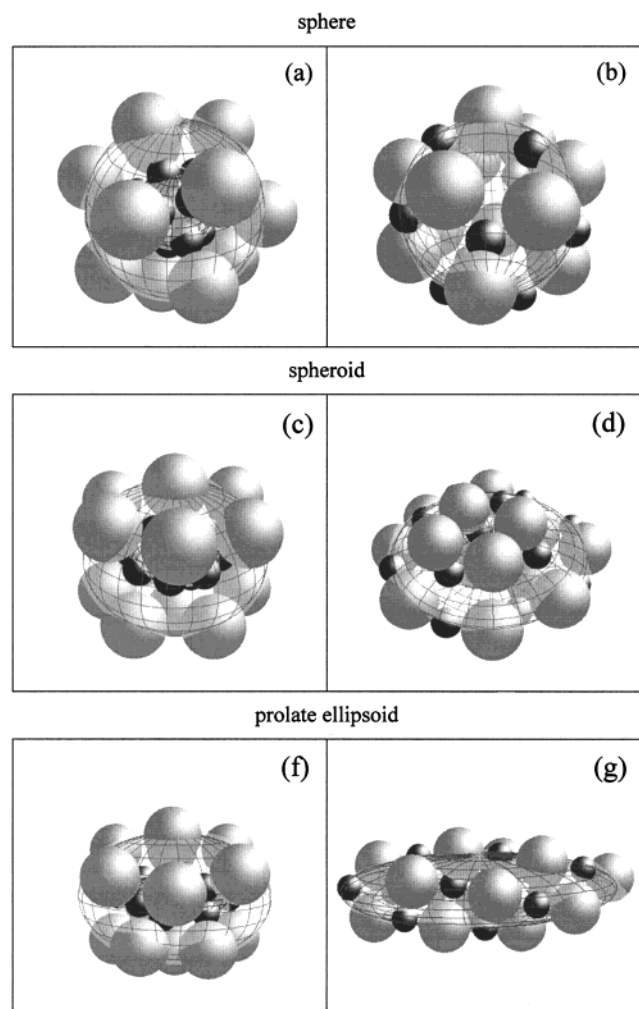 sphere
(a)
(b)
spheroid
(c)
(d)
prolate ellipsoid
(f)
(g)